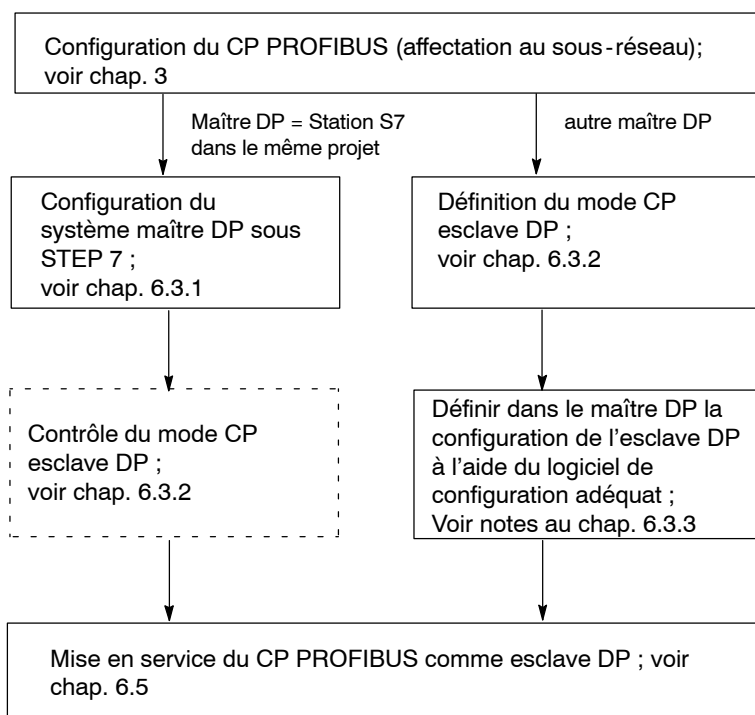 Configuration du CP PROFIBUS (affectation au sous-réseau);
voir chap. 3
Maître DP = Station S7
dans le même projet
autre maître DP
Configuration du
système maître DP sous
STEP 7 ;
voir chap. 6.3.1
Définition du mode CP
esclave DP ;
voir chap. 6.3.2
Contrôle du mode CP
esclave DP ;
voir chap. 6.3.2
Définir dans le maître DP la
configuration de l'esclave DP
à l'aide du logiciel de
configuration adéquat ;
Voir notes au chap. 6.3.3
Mise en service du CP PROFIBUS comme esclave DP ; voir
chap. 6.5